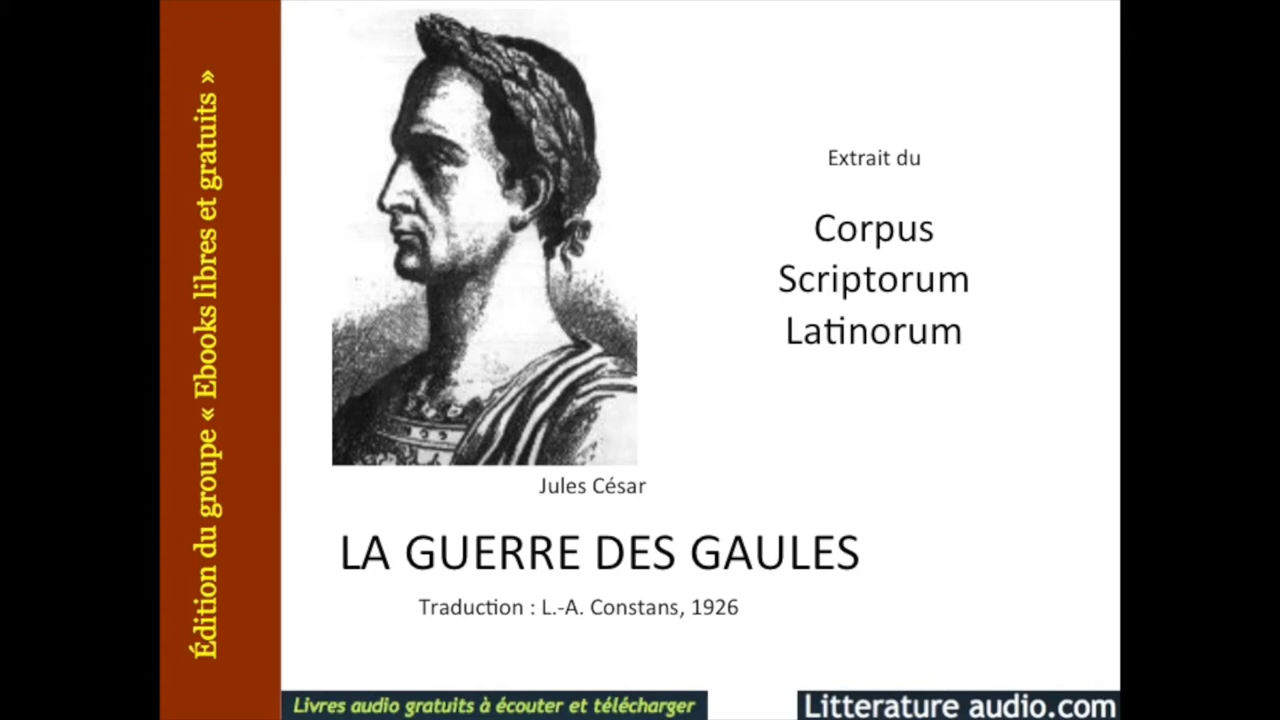 Édition du groupe « Ebooks libres et gratuits »
Extrait du
Corpus
Scriptorum
Latinorum
Jules César
LA GUERRE DES GAULES
Traduction : L.-A. Constans, 1926
Livres audio gratuits à écouter et télécharger
Litterature audio.com